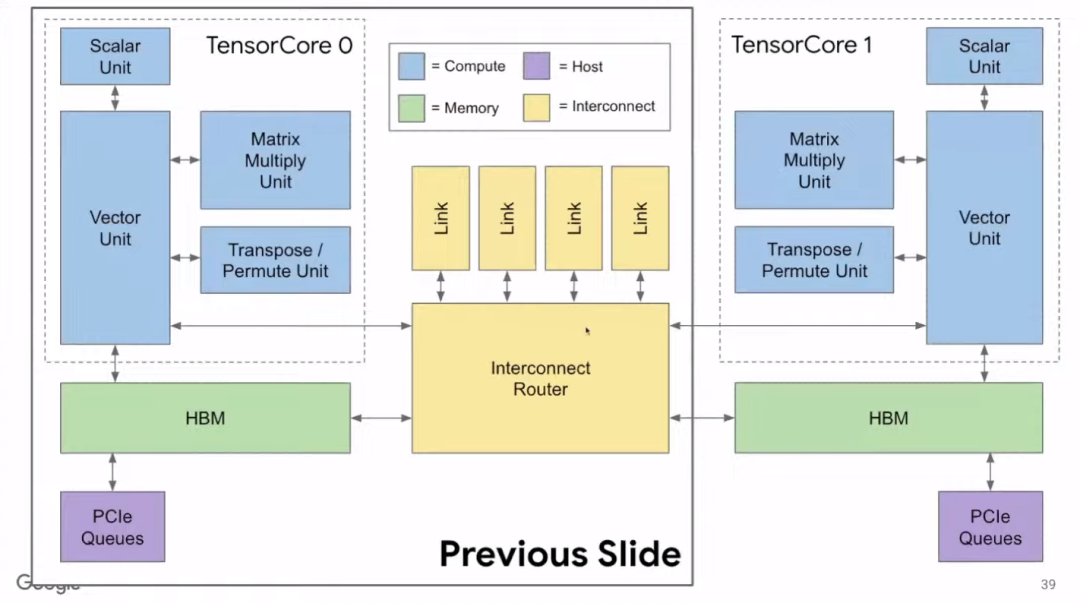 TensorCore 0
Scalar
Unit
Vector
Unit
Matrix
Multiply
Unit
Transpose /
Permute Unit
HBM
PCIe
Queues
= Compute
= Host
= Memory
= Interconnect
Link
Link
Link
Link
Interconnect
Router
Previous Slide
TensorCore 1
Scalar
Unit
Matrix
Multiply
Unit
Vector
Unit
Transpose /
Permute Unit
HBM
PCIe
Queues
Google
39